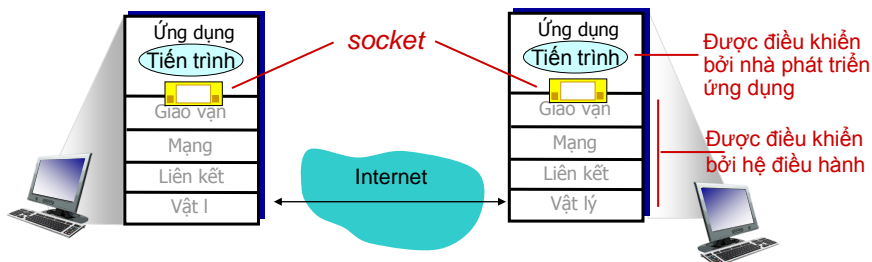 Ứng dụng
Tiến trình
Giao vận
Mạng
Liên kết
Vật l
socket
Internet
Ứng dụng
Tiến trình
Giao vận
Mạng
Liên kết
Vật lý
Được điều khiển
bởi nhà phát triển
ứng dụng
Được điều khiển
bởi hệ điều hành